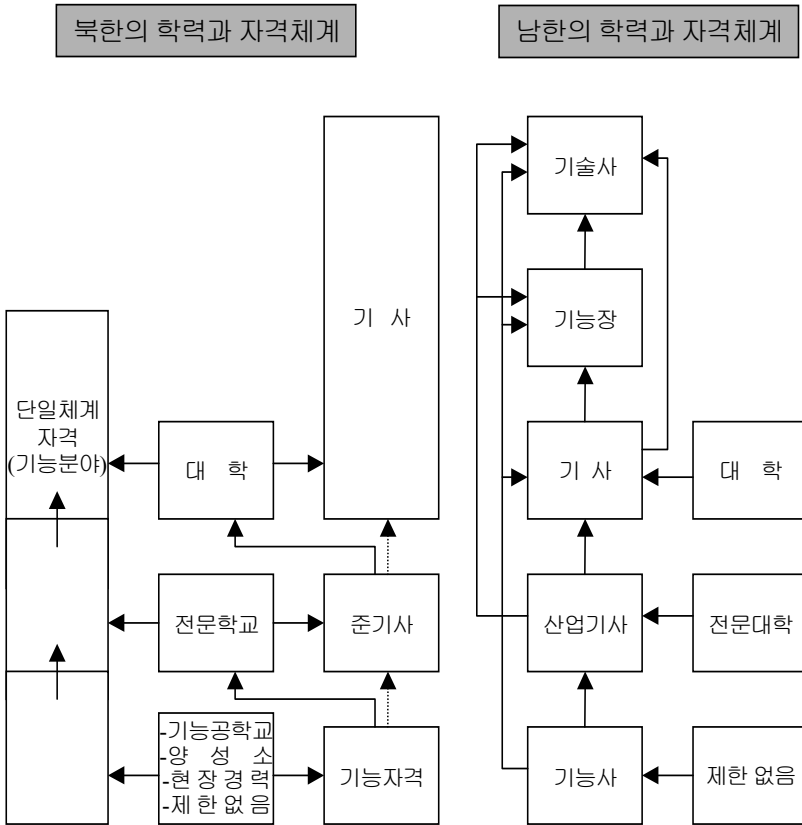 북한의 학력과 자격체계
남한의 학력과 자격체계
기 사
단일체계
자격
(기능분야)
대 학
전문학교
준기사
-기능공학교
-양 성 소
-현 장 경 력
-제 한 없 음
기능자격
기술사
기능장
기 사
대 학
산업기사
전문대학
기능사
제한 없음